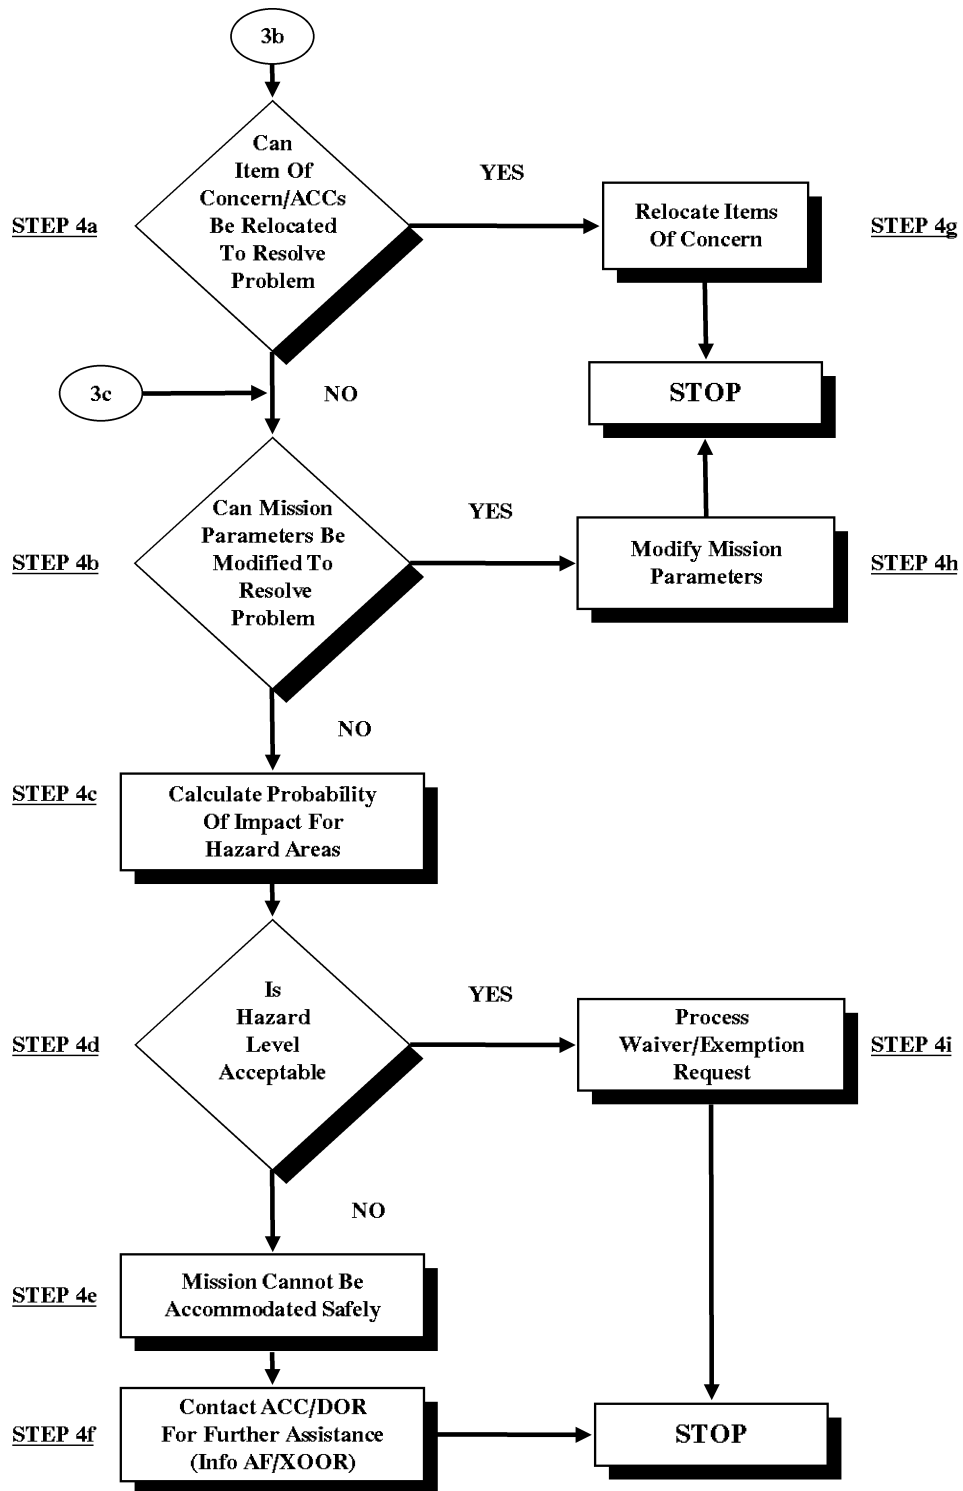 3b
Can
Item Of
Concern/ACCs
Be Relocated
To Resolve
Problem
YES
STEP 4a
Relocate Items
Of Concern
STEP 4g
3c
NO
STOP
Can Mission
Parameters Be
Modified To
Resolve
Problem
YES
STEP 4b
Modify Mission
Parameters
STEP 4h
NO
STEP 4c
Calculate Probability
Of Impact For
Hazard Areas
Is
Hazard
Level
Acceptable
YES
STEP 4d
Process
Waiver/Exemption
Request
STEP 4i
NO
STEP 4e
Mission Cannot Be
Accommodated Safely
STEP 4f
Contact ACC/DOR
For Further Assistance
(Info AF/XOOR)
STOP